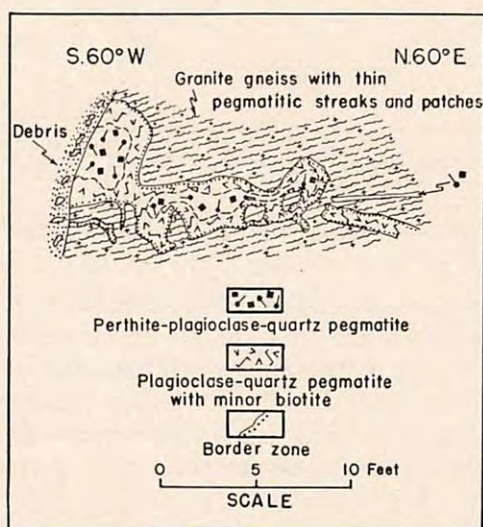 S.60°W N.60°E
Granite gneiss with thin
pegmatitic streaks and patches
Debris
Perthite-plagioclase-quartz pegmatite
Plagioclase-quartz pegmatite
with minor biotite
Border zone
0 5 10 Feet
SCALE